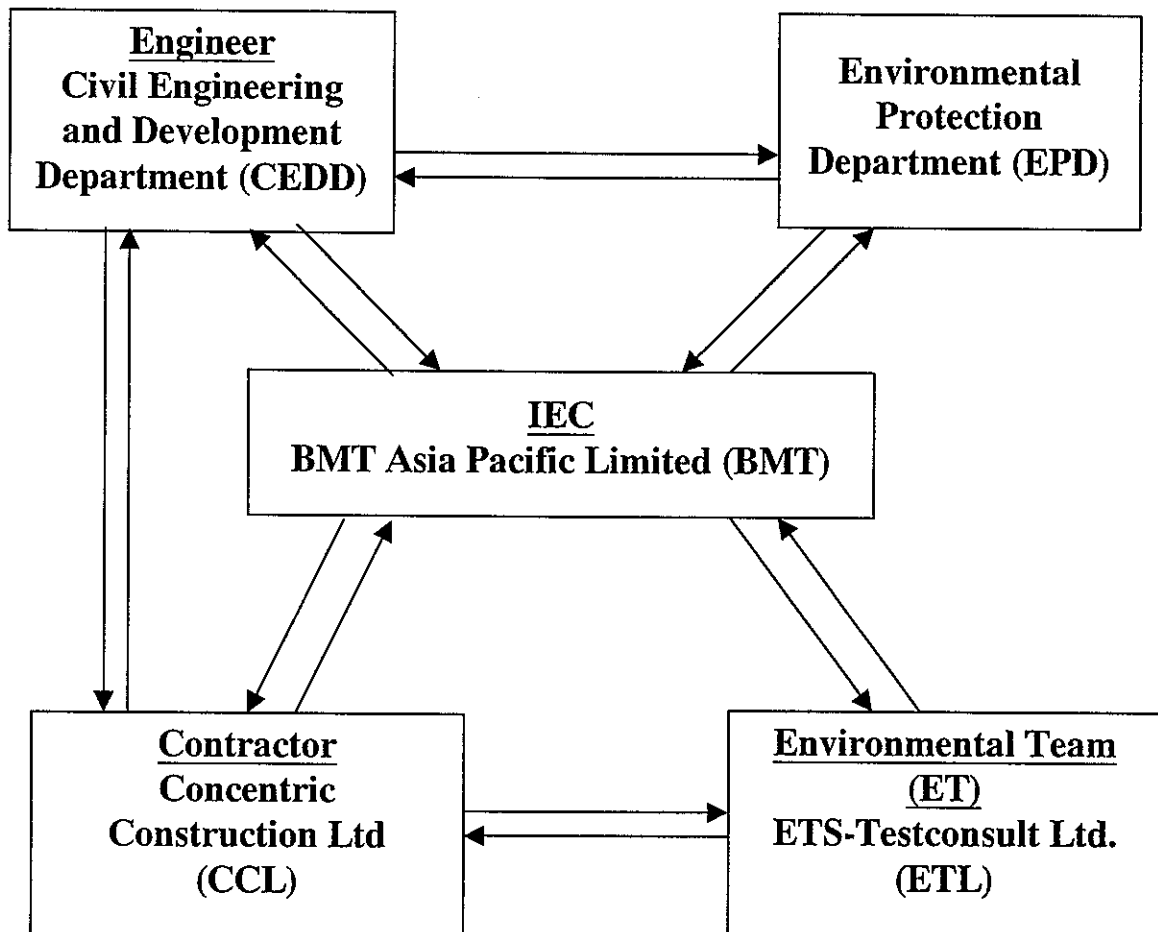 Engineer
Civil Engineering
and Development
Department (CEDD)
Environmental
Protection
Department (EPD)
IEC
BMT Asia Pacific Limited (BMT)
Contractor
Concentric
Construction Ltd
(CCL)
Environmental Team
(ET)
ETS-Testconsult Ltd.
(ETL)